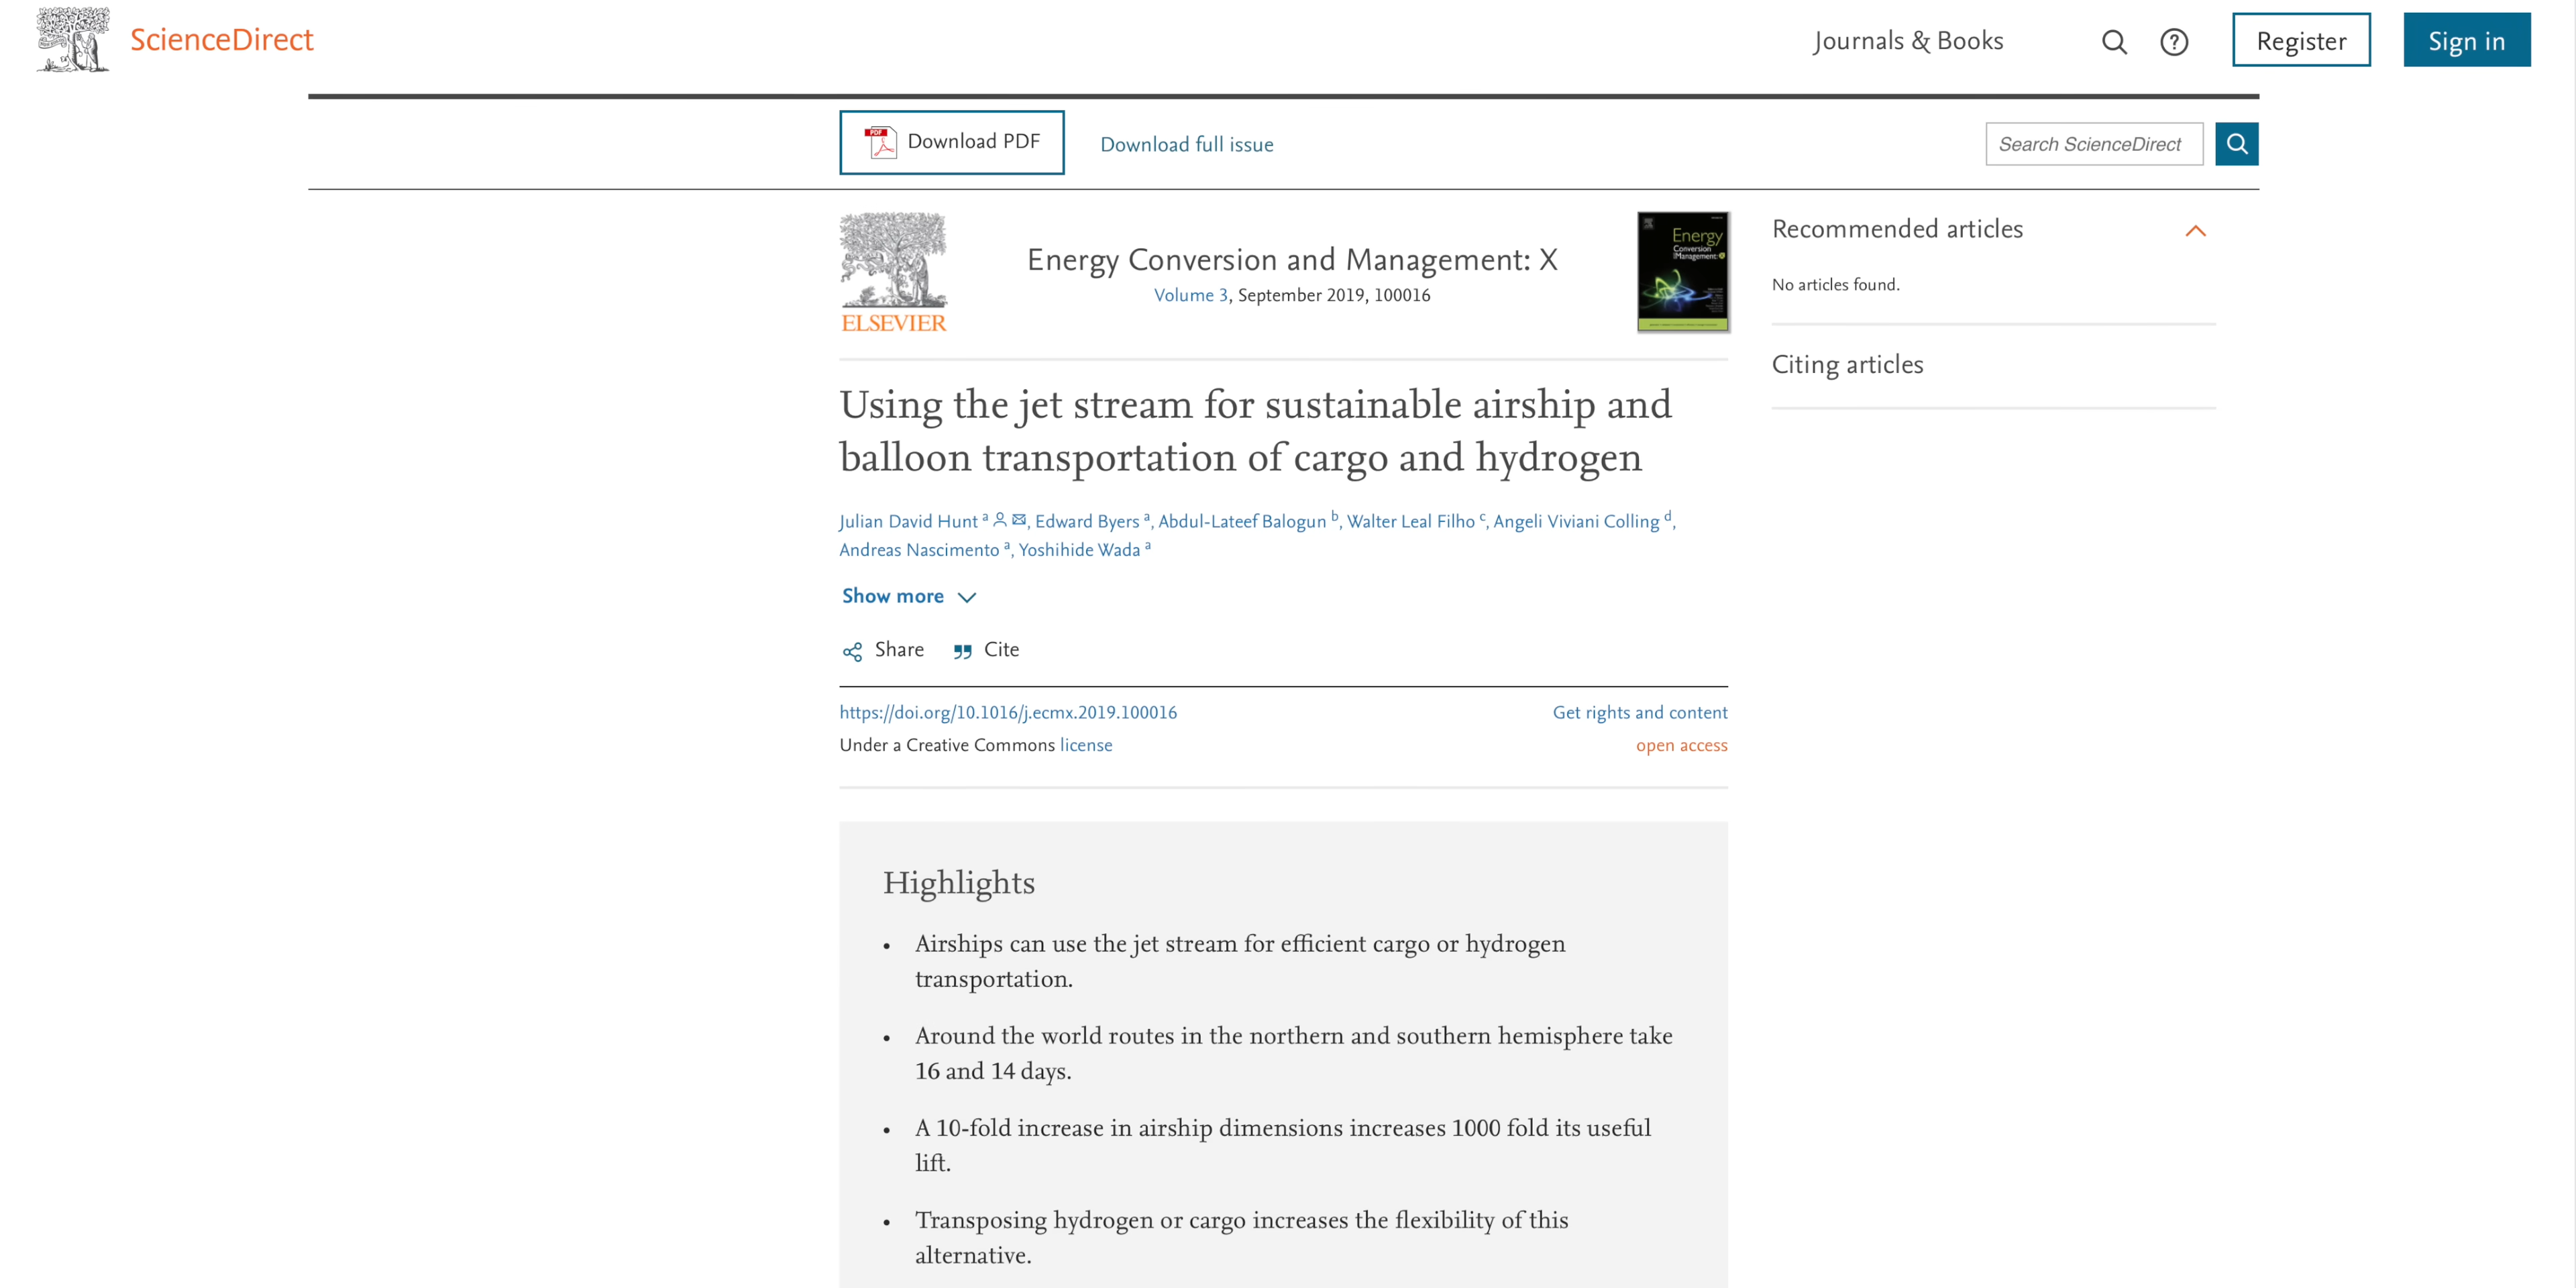 ScienceDirect
Journals & Books
Register
Sign in
PDF
Download PDF
Download full issue
Search ScienceDirect
ELSEVIER
Energy Conversion and Management: X
Volume 3, September 2019, 100016
Energy
Conversion
Management: X
Recommended articles
No articles found.
Citing articles
Using the jet stream for sustainable airship and
balloon transportation of cargo and hydrogen
Julian David Hunt a, Edward Byers a, Abdul-Lateef Balogun b, Walter Leal Filho c, Angeli Viviani Colling d,
Andreas Nascimento a, Yoshihide Wada a
Show more
Share
Cite
https://doi.org/10.1016/j.ecmx.2019.100016
Get rights and content
Under a Creative Commons license
open access
Highlights
• Airships can use the jet stream for efficient cargo or hydrogen
transportation.
• Around the world routes in the northern and southern hemisphere take
16 and 14 days.
• A 10-fold increase in airship dimensions increases 1000 fold its useful
lift.
• Transposing hydrogen or cargo increases the flexibility of this
alternative.